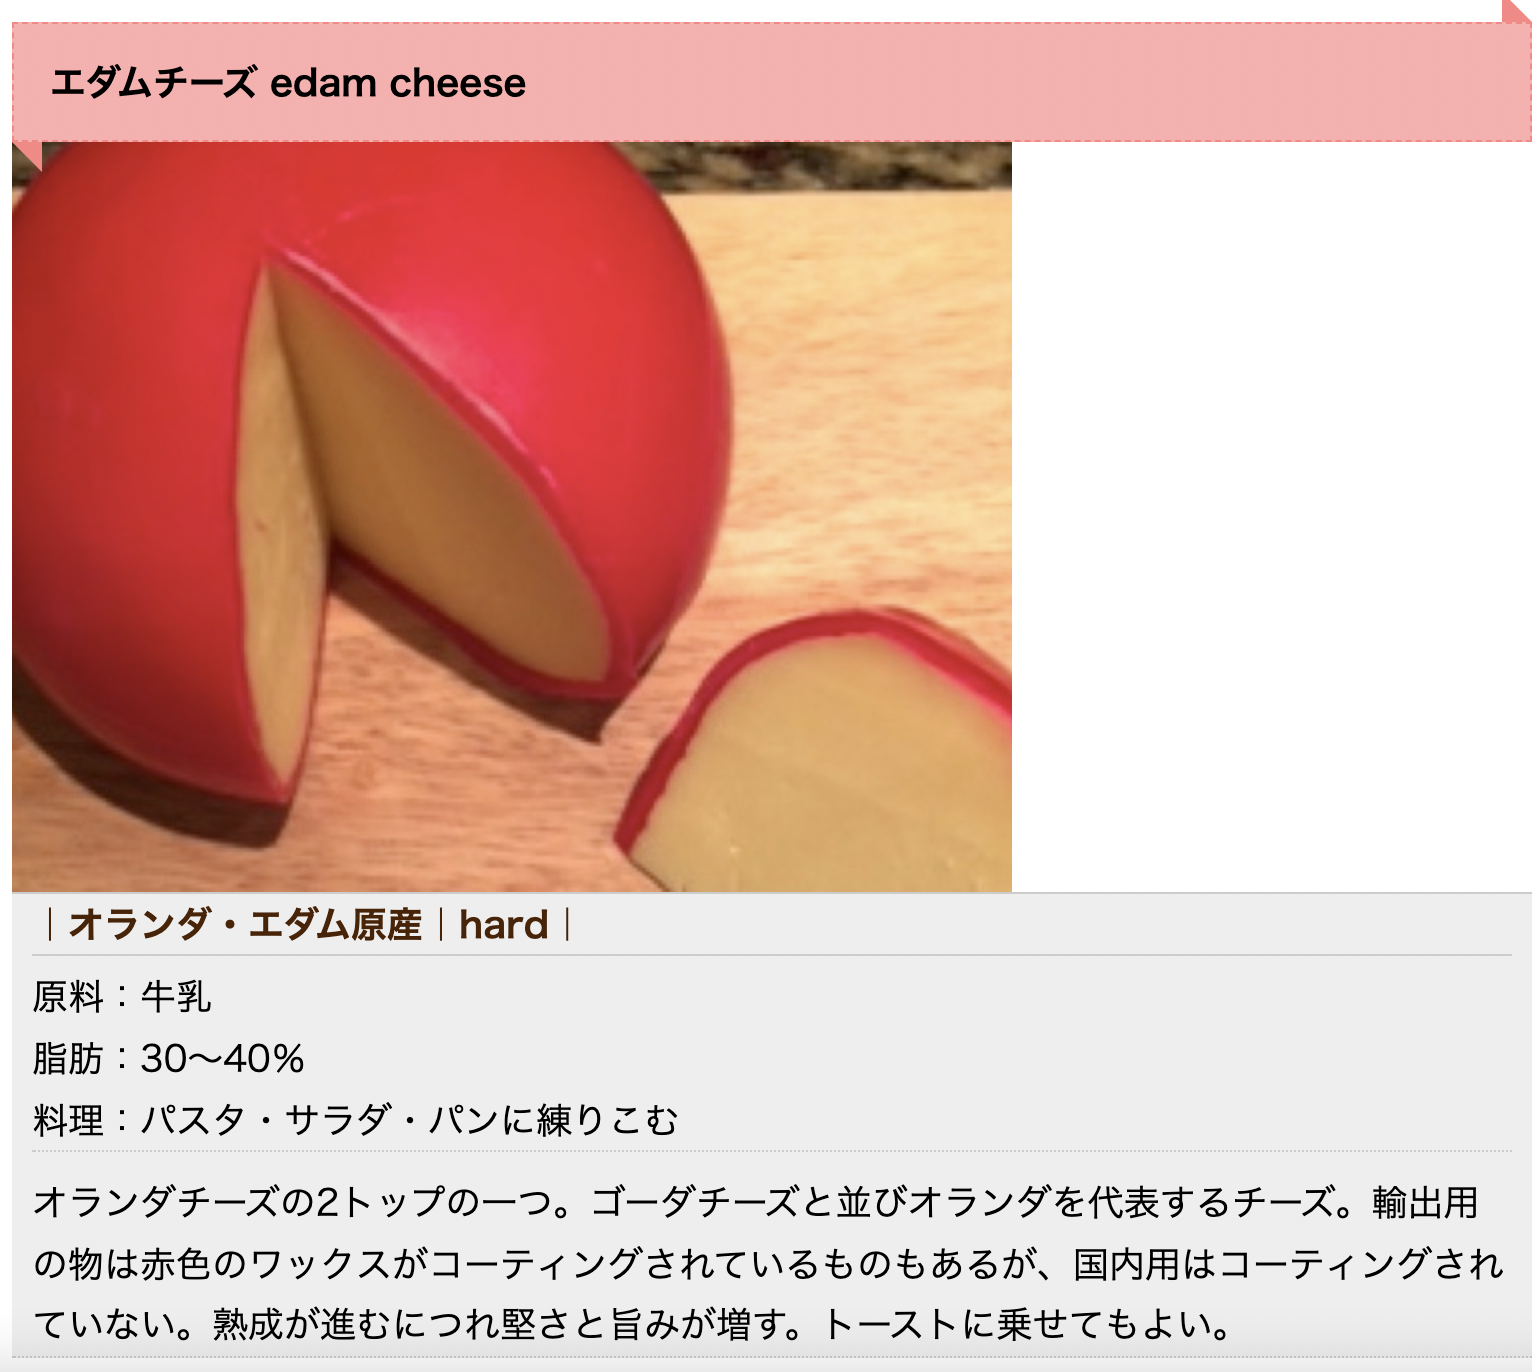 エダムチーズ edam cheese
｜オランダ・エダム原産｜hard｜
原料：牛乳
脂肪：30〜40％
料理：パスタ・サラダ・パンに練りこむ
オランダチーズの2トップの一つ。ゴーダチーズと並びオランダを代表するチーズ。輸出用
の物は赤色のワックスがコーティングされているものもあるが、国内用はコーティングされ
ていない。熟成が進むにつれ堅さと旨みが増す。トーストに乗せてもよい。